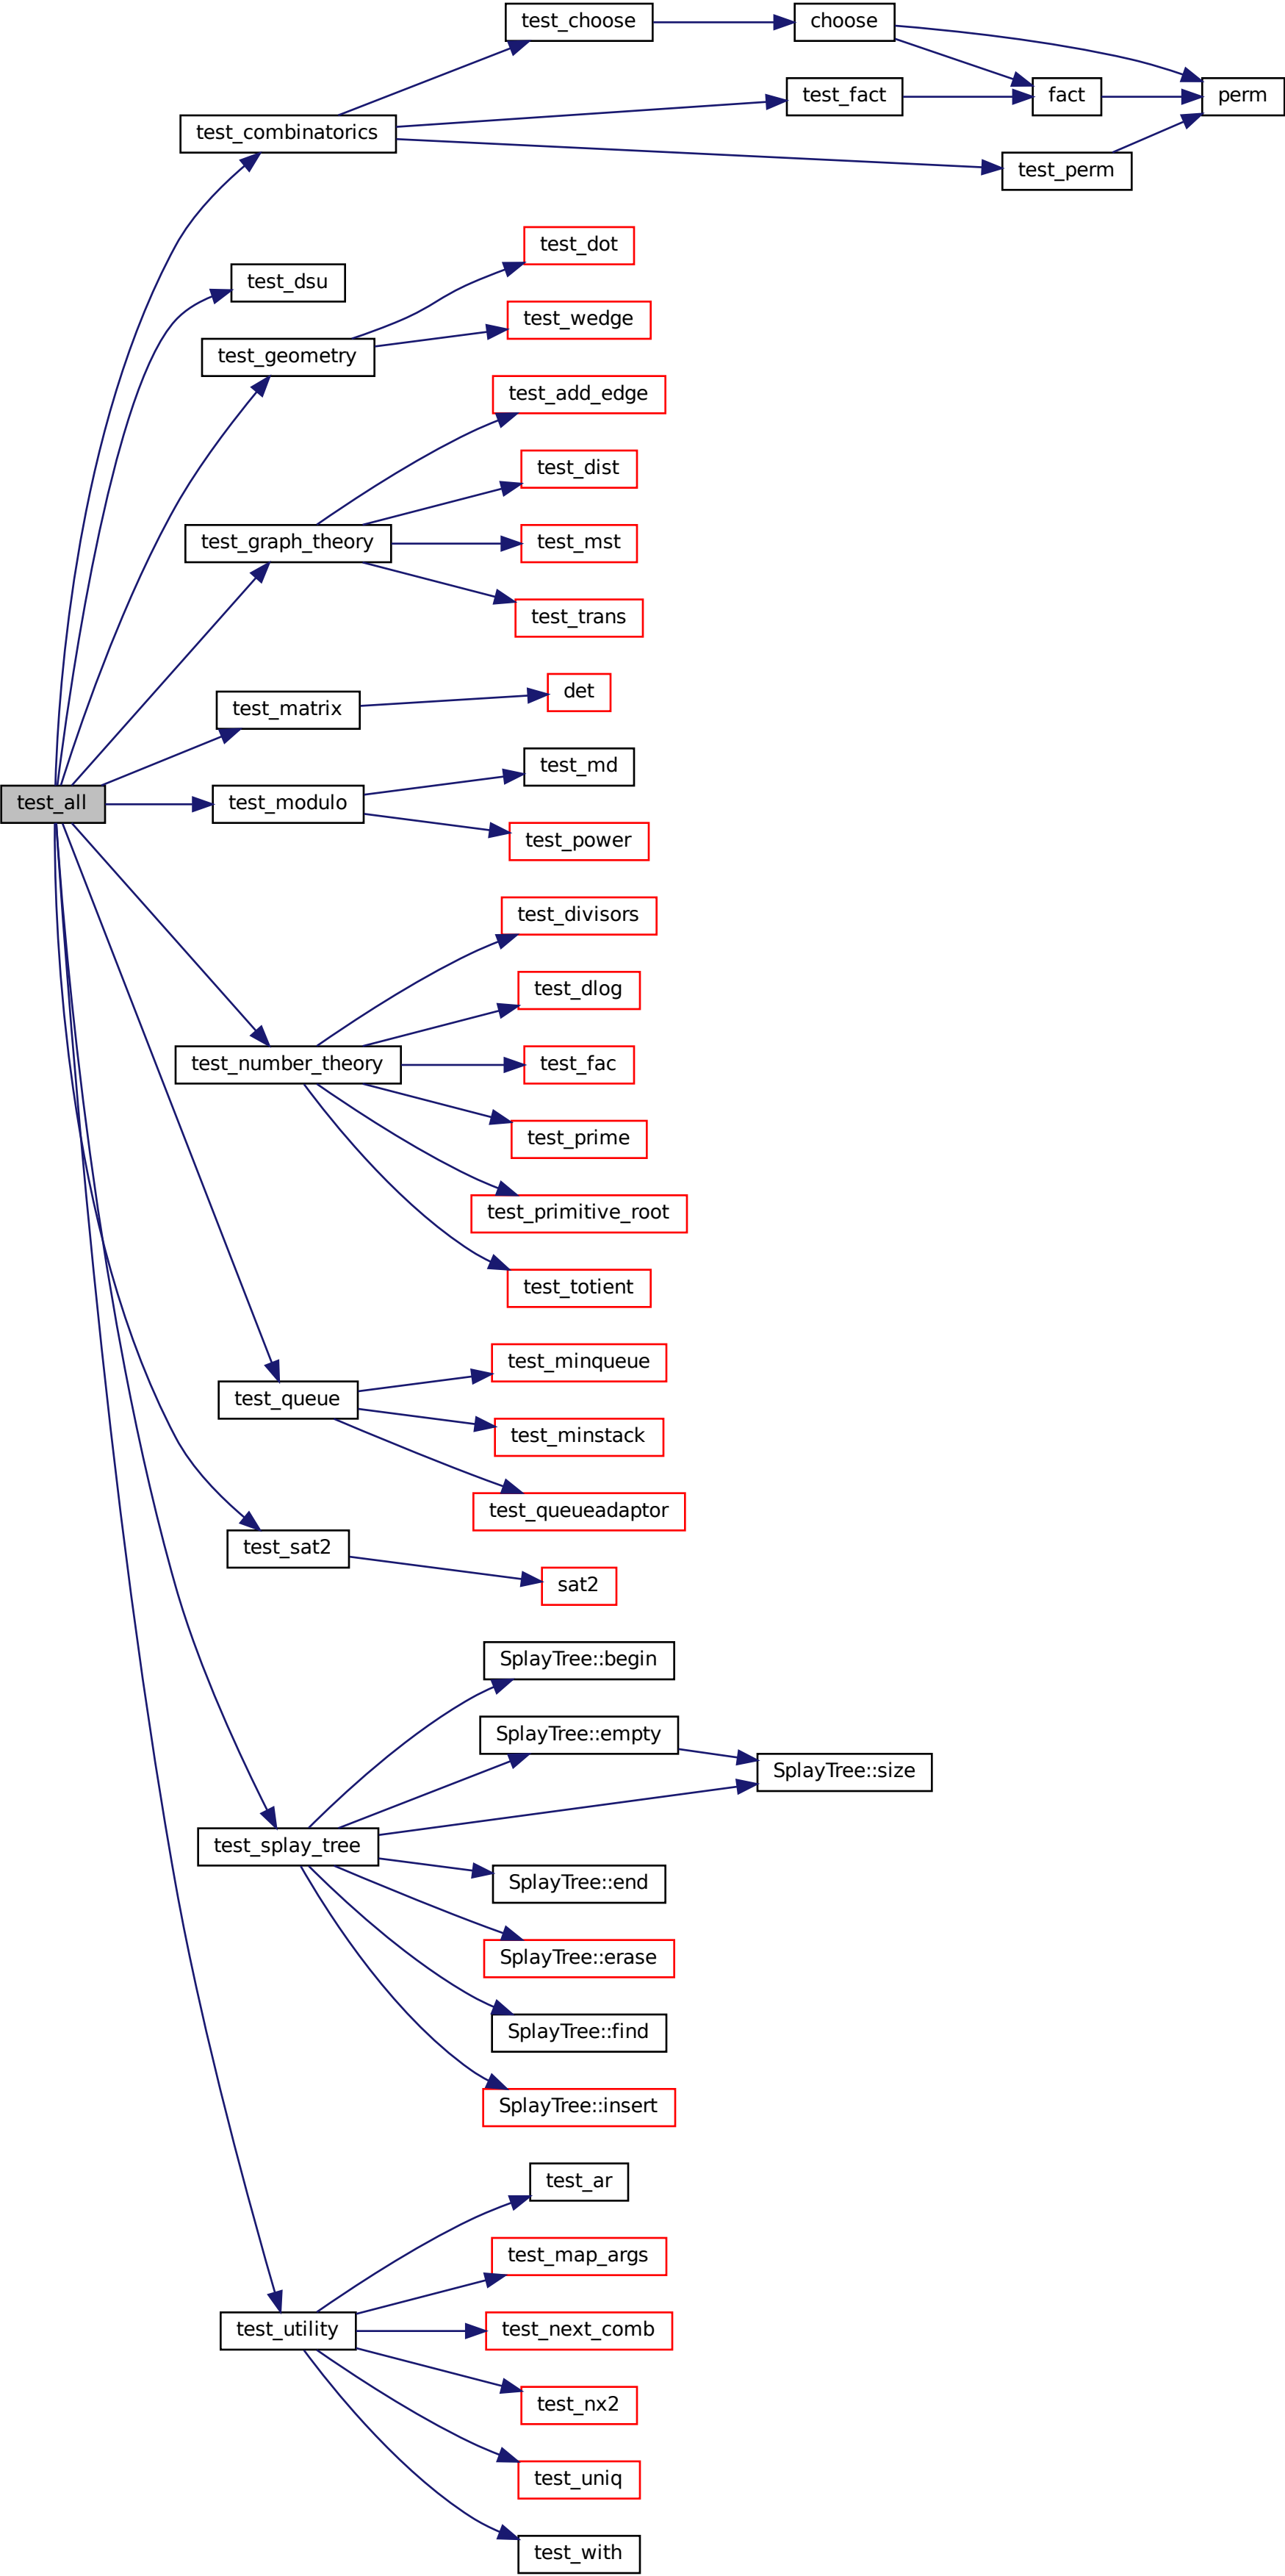 test_choose
choose
test_fact
fact
perm
test_combinatorics
test_perm
test_dot
test_dsu
test_wedge
test_geometry
test_add_edge
test_dist
test_graph_theory
test_mst
test_trans
det
test_matrix
test_md
test_all
test_modulo
test_power
test_divisors
test_dlog
test_number_theory
test_fac
test_prime
test_primitive_root
test_totient
test_minqueue
test_queue
test_minstack
test_queueadaptor
test_sat2
sat2
SplayTree::begin
SplayTree::empty
SplayTree::size
test_splay_tree
SplayTree::end
SplayTree::erase
SplayTree::find
SplayTree::insert
test_ar
test_map_args
test_utility
test_next_comb
test_nx2
test_uniq
test_with